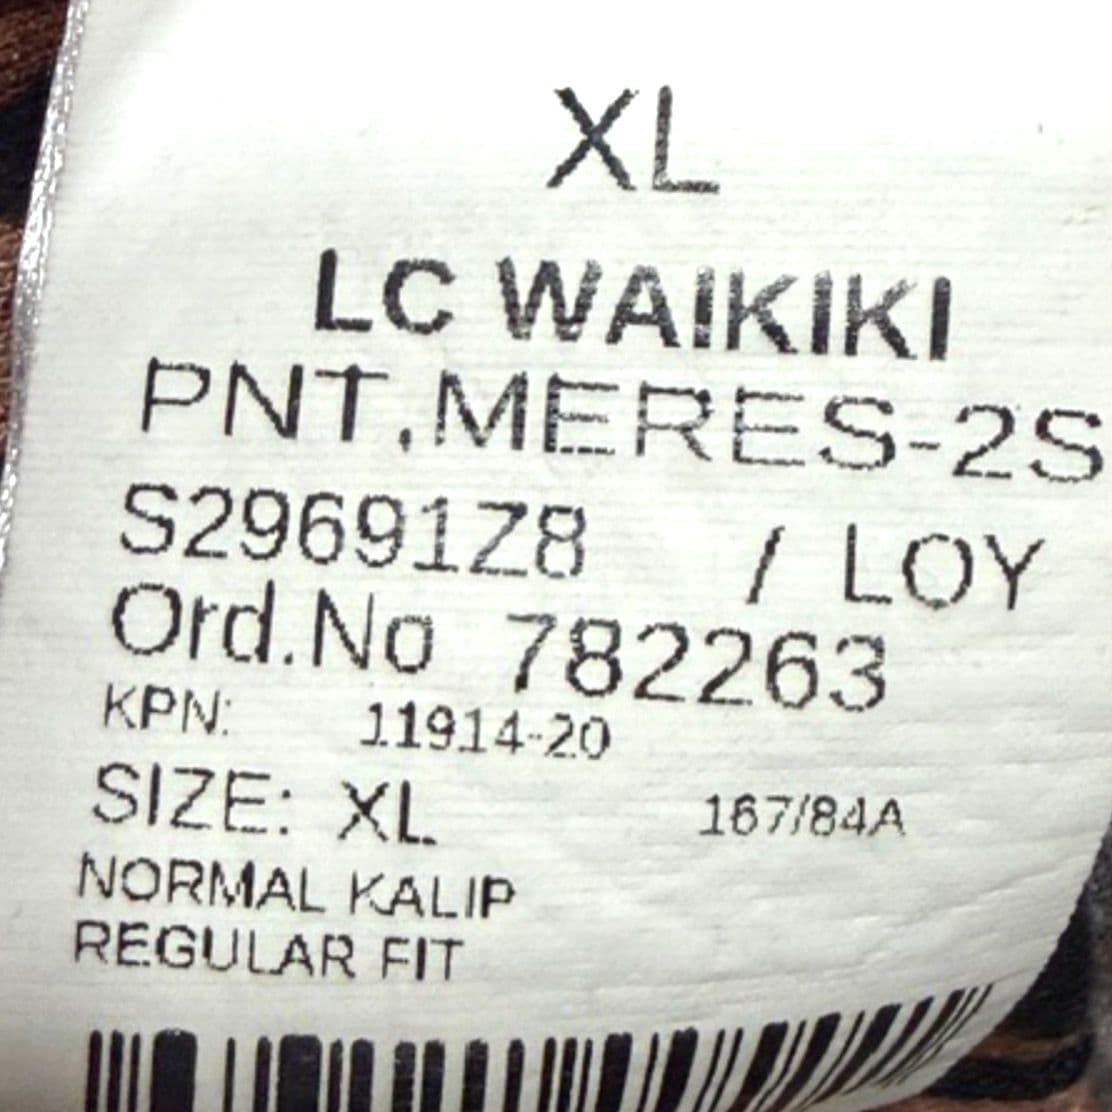 XL
LC WAIKIKI
PNT,MERES-2S
S29691Z8 / LOY
Ord.No 782263
KPN: 11914-20
SIZE: XL 167/84A
NORMAL KALIP
REGULAR FIT